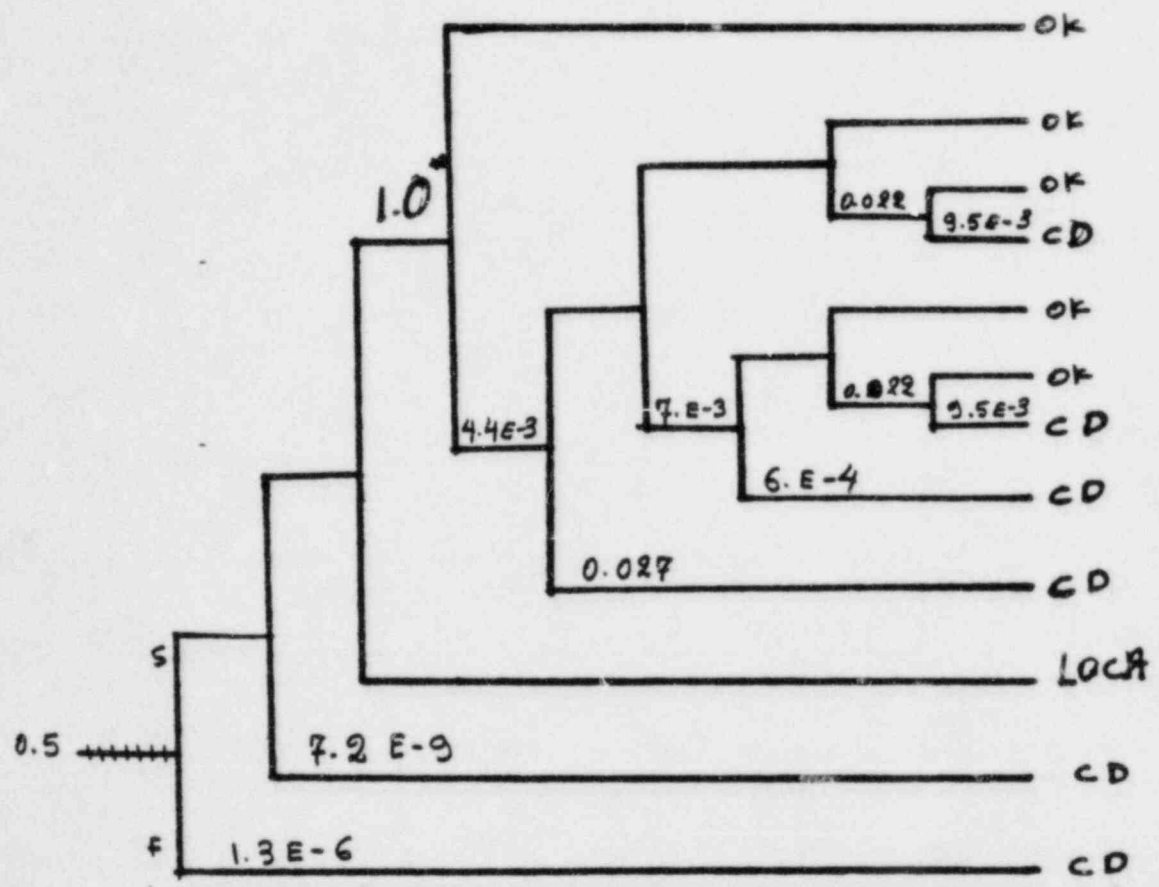 OK
OK
1.0*
OK
0.022
9.5E-3
CD
OK
OK
7.E-3
0.022
9.5E-3
4.4E-3
CD
6.E-4
CD
0.027
CD
S
LOCA
0.5
7.2 E-9
CD
F
1.3E-6
CD